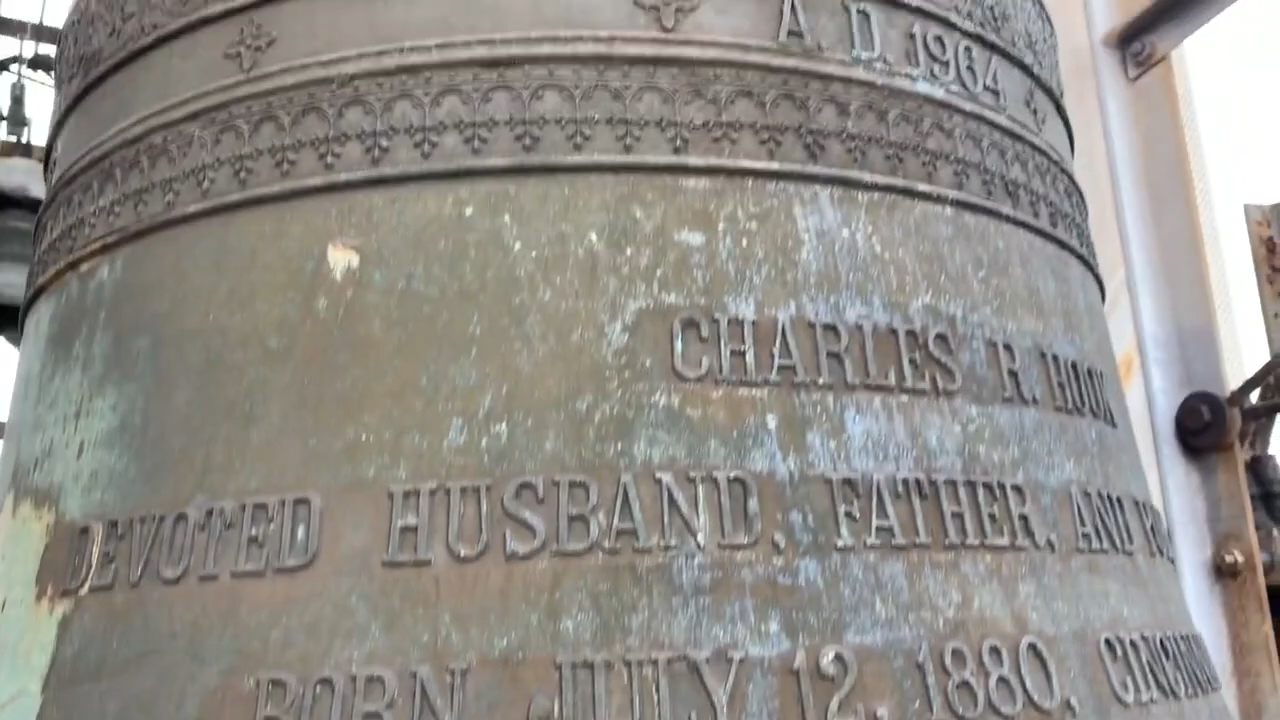 A. D. 1964
CHARLES R. HOOK
DEVOTED HUSBAND, FATHER, AND
BORN JULY 12, 1880,